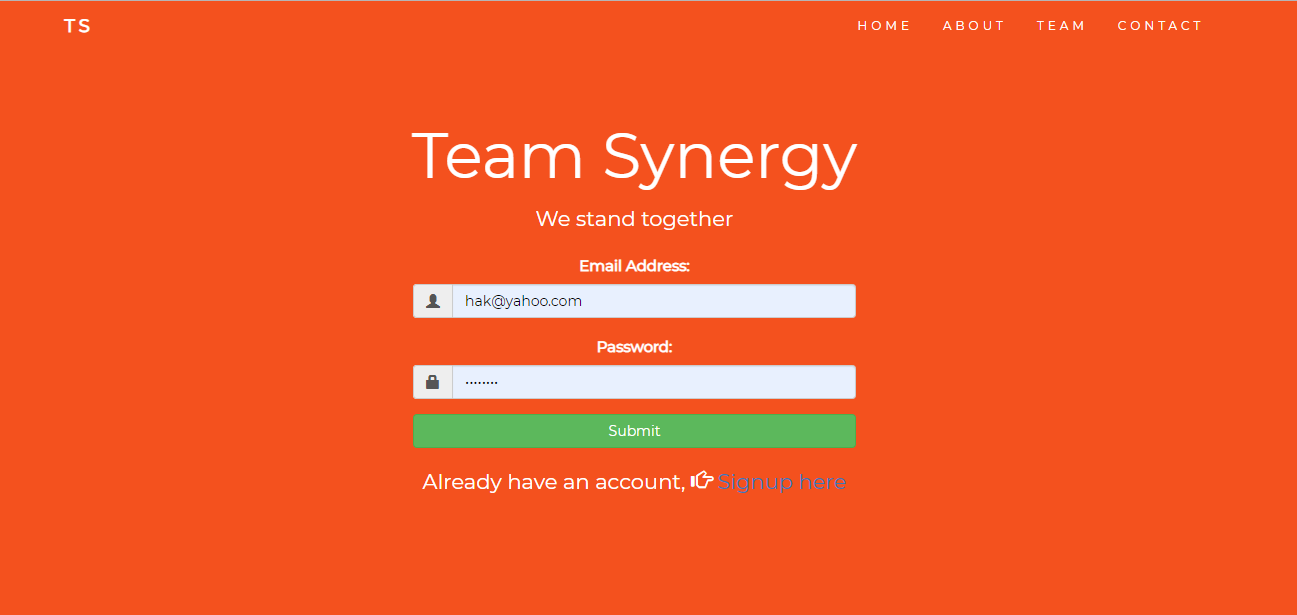 TS
HOME ABOUT TEAM CONTACT
Team Synergy
We stand together
Email Address:
hak@yahoo.com
Password:
········
Submit
Already have an account, Signup here